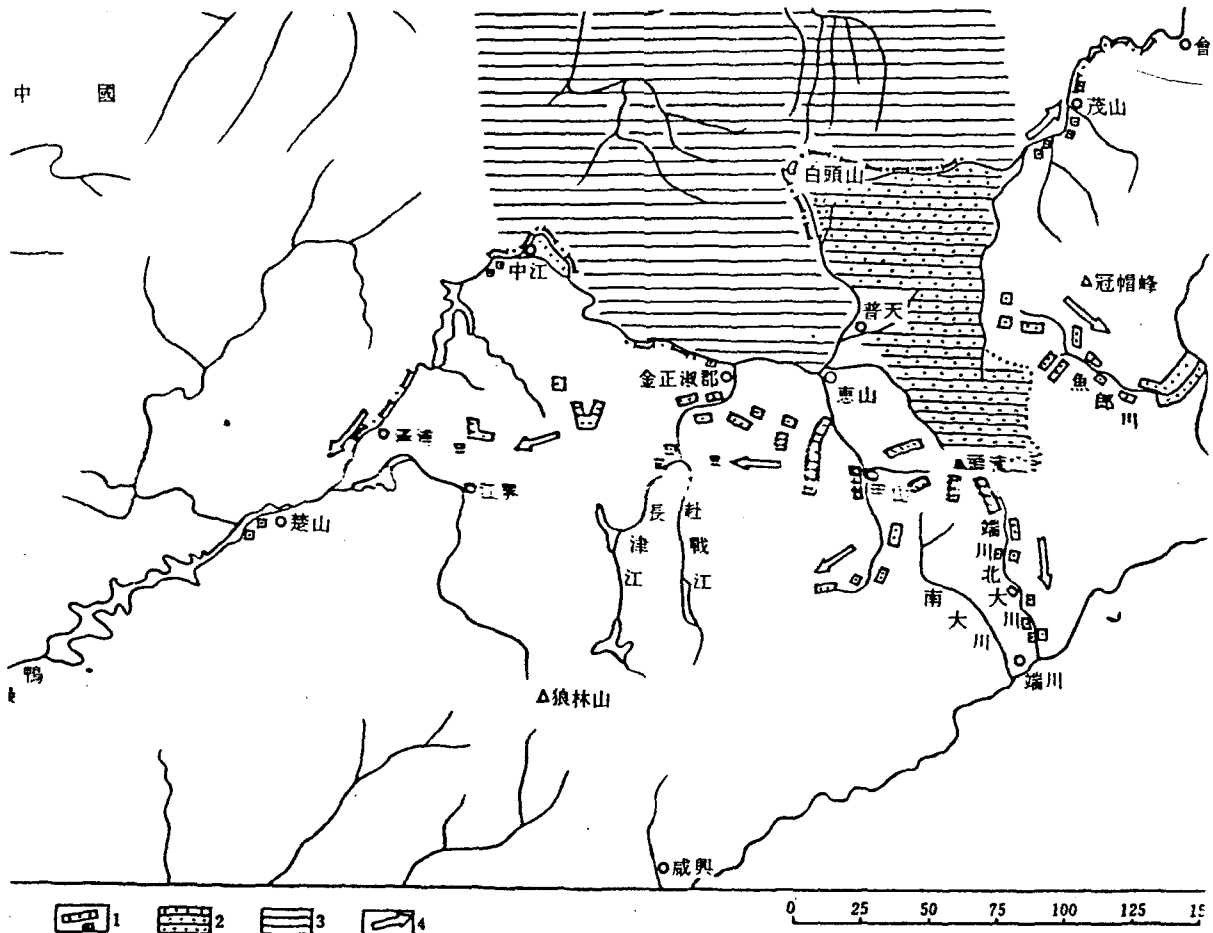 會
中 國
茂山
白頭山
中江
冠帽峰
普天
金正淑郡
恵山
魚郎川
江界
楚山
長津江
赴戰江
端川北大川
南大川
端川
鴨
狼林山
咸興
1 2 3 4
0 25 50 75 100 125